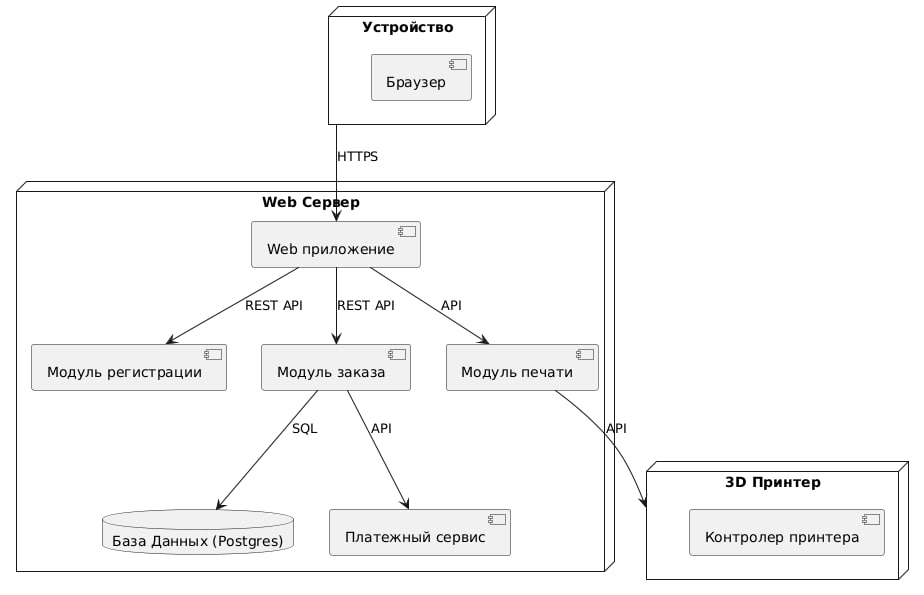 Устройство
Браузер
HTTPS
Web Сервер
Web приложение
REST API
REST API
API
Модуль регистрации
Модуль заказа
Модуль печати
SQL
API
API
3D Принтер
База Данных (Postgres)
Платежный сервис
Контролер принтера